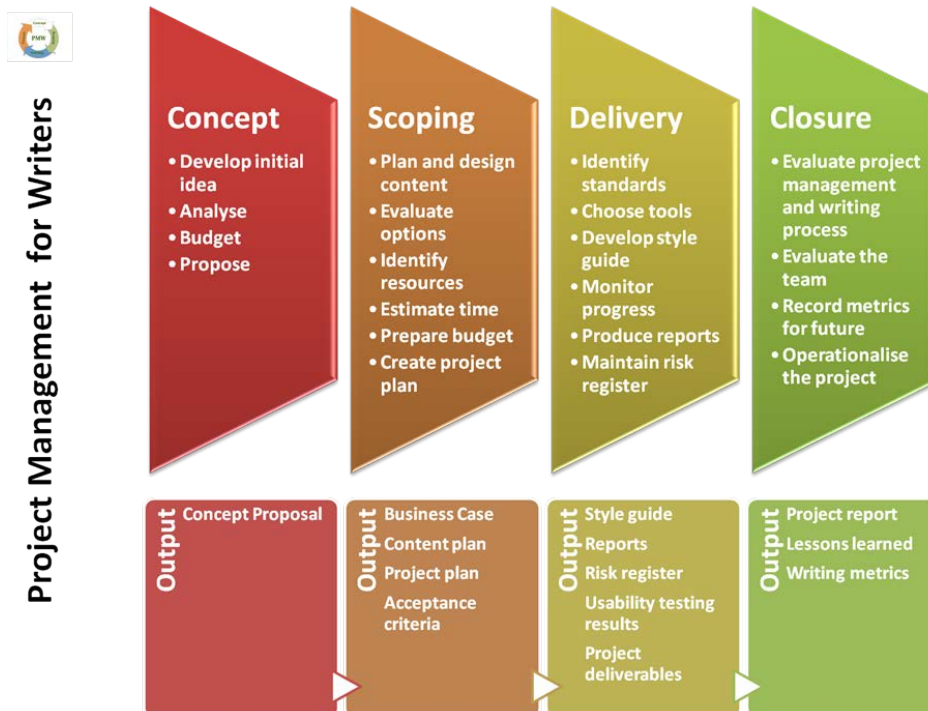 PMW
Project Management for Writers
Concept
• Develop initial
idea
• Analyse
• Budget
• Propose
Scoping
• Plan and design
content
• Evaluate
options
• Identify
resources
• Estimate time
• Prepare budget
• Create project
plan
Delivery
• Identify
standards
• Choose tools
• Develop style
guide
• Monitor
progress
• Produce reports
• Maintain risk
register
Closure
• Evaluate project
management
and writing
process
• Evaluate the
team
• Record metrics
for future
• Operationalise
the project
Output
Concept Proposal
Output
Business Case
Content plan
Project plan
Acceptance
criteria
Output
Style guide
Reports
Risk register
Usability testing
results
Project
deliverables
Output
Project report
Lessons learned
Writing metrics